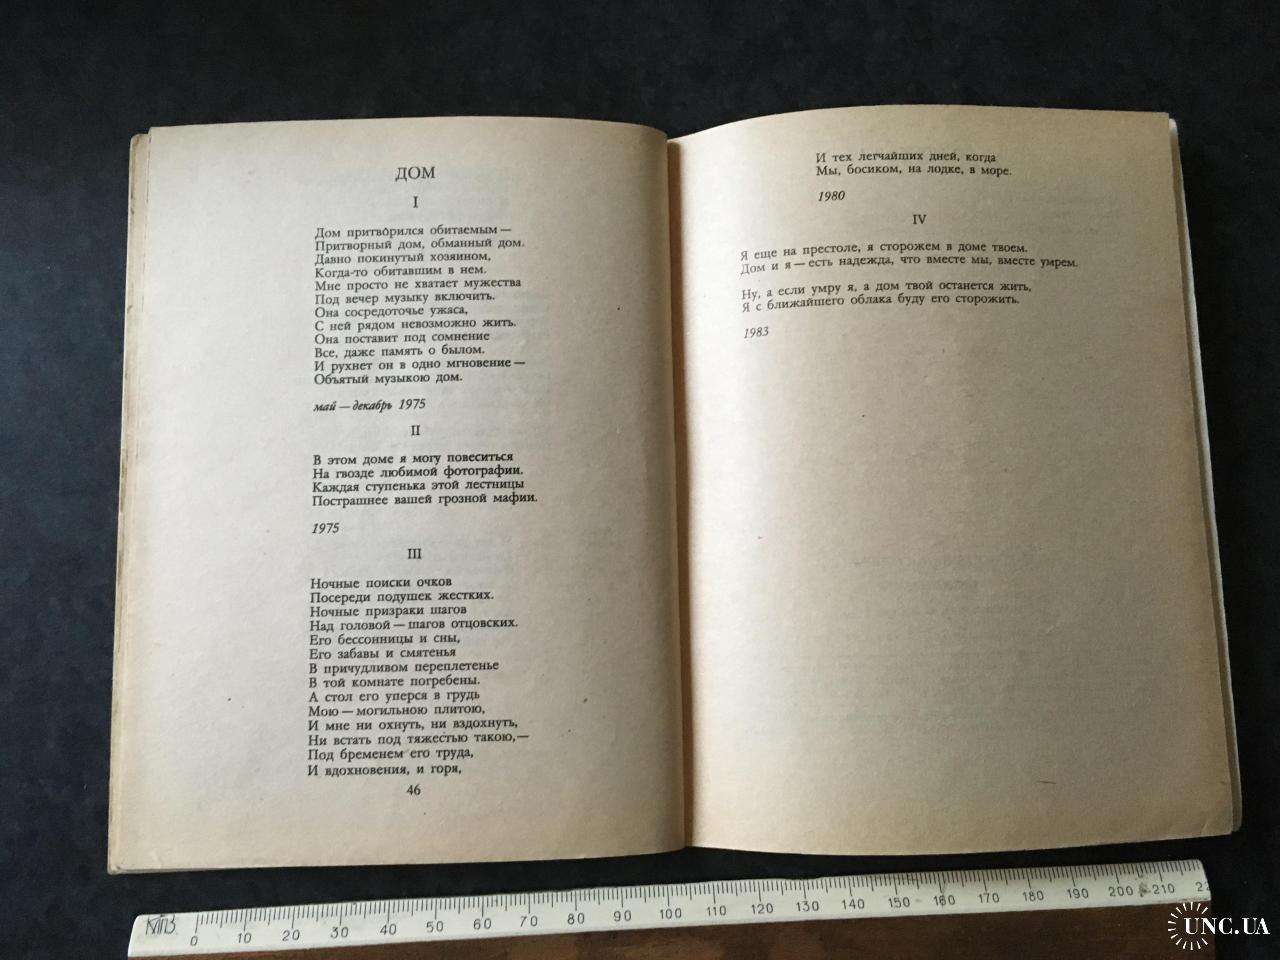 ДОМ
I
Дом притворился обитаемым —
Притворный дом, обманный дом.
Давно покинутый хозяином,
Когда-то обитавшим в нем.
Мне просто не хватает мужества
Под вечер музыку включить.
Она сосредоточье ужаса,
С ней рядом невозможно жить.
Она поставит под сомнение
Все, даже память о былом.
И рухнет он в одно мгновение —
Объятый музыкою дом.
май — декабрь 1975
II
В этом доме я могу повеситься
На гвозде любимой фотографии.
Каждая ступенька этой лестницы
Пострашнее вашей грозной мафии.
1975
III
Ночные поиски очков
Посереди подушек жестких.
Ночные призраки шагов
Над головой — шагов отцовских.
Его бессонницы и сны,
Его забавы и смятенья
В причудливом переплетенье
В той комнате погребены.
А стол его уперся в грудь
Мою — могильною плитою,
И мне ни охнуть, ни вздохнуть,
Ни встать под тяжестью такою,—
Под бременем его труда,
И вдохновения, и горя,
46
И тех легчайших дней, когда
Мы, босиком, на лодке, в море.
1980
IV
Я еще на престоле, я сторожем в доме твоем.
Дом и я — есть надежда, что вместе мы, вместе умрем.
Ну, а если умру я, а дом твой останется жить,
Я с ближайшего облака буду его сторожить.
1983
0 10 20 30 40 50 60 70 80 90 100 110 120 130 140 150 160 170 180 190 200 210 22
UNC.UA